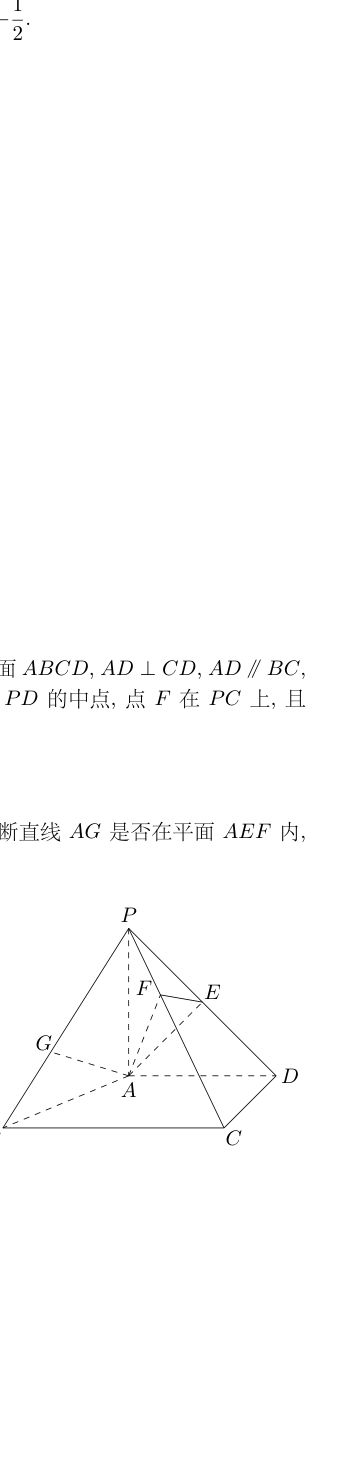 −1/2.
面 ABCD, AD ⊥ CD, AD ∥ BC,
PD 的中点, 点 F 在 PC 上, 且
断直线 AG 是否在平面 AEF 内,
P
F E
G
A D
C